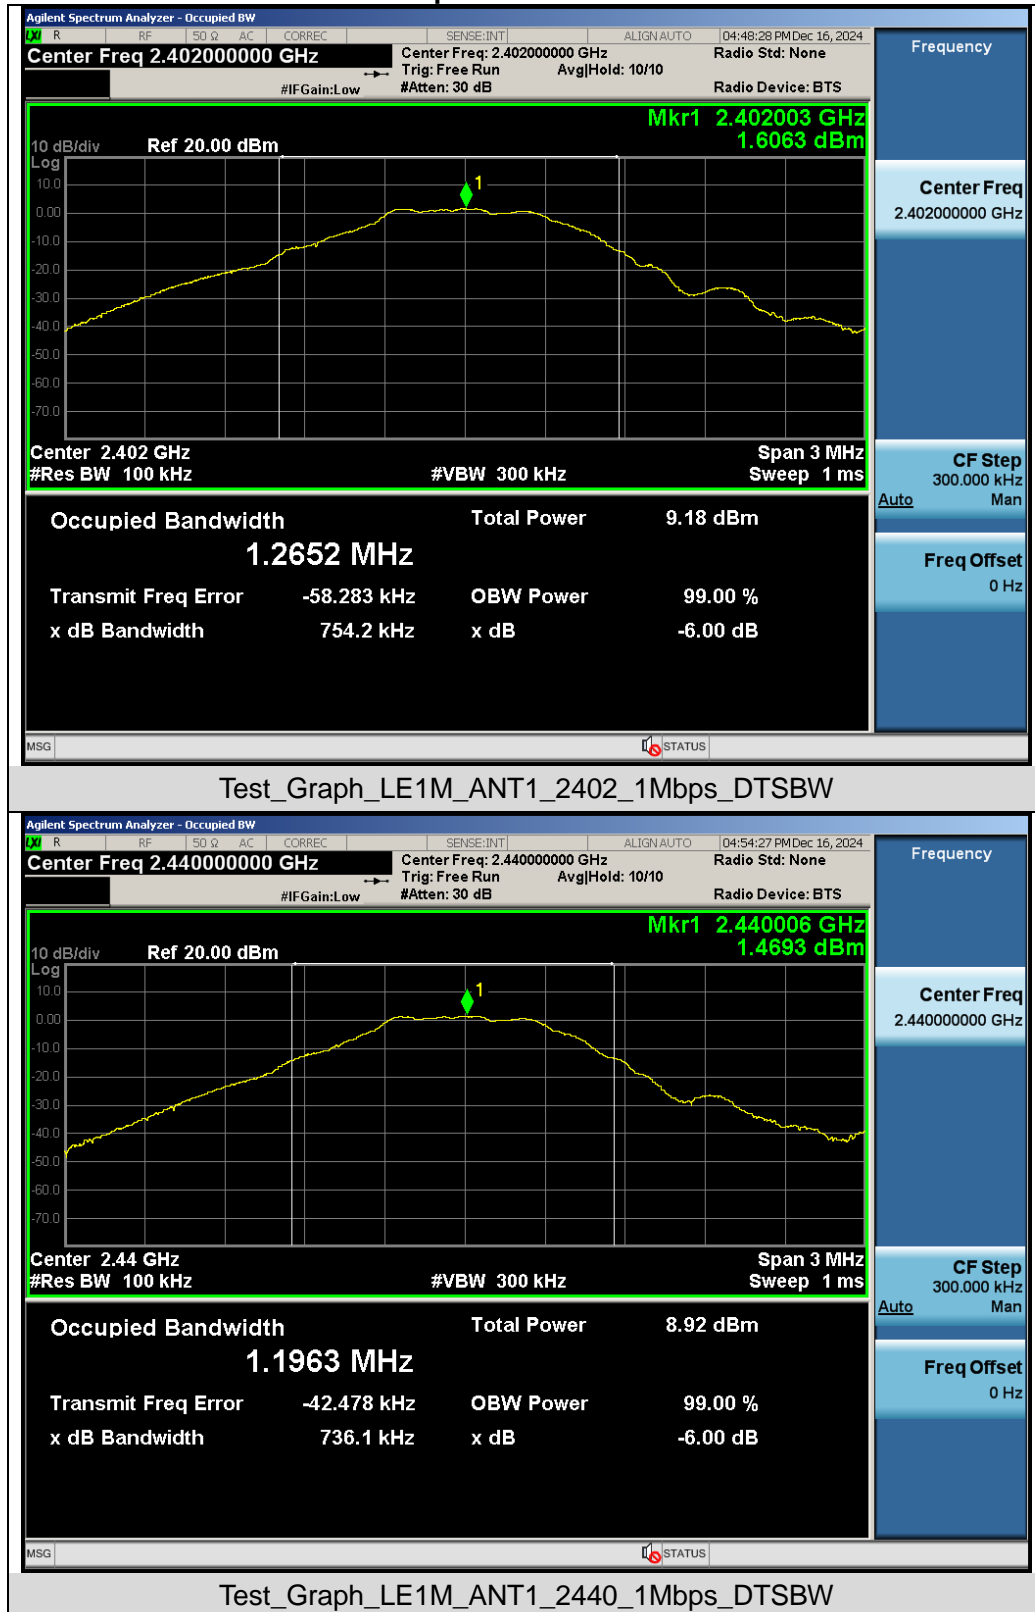 Agilent Spectrum Analyzer - Occupied BW
LXI R RF 50 Ω AC CORREC SENSE:INT ALIGN AUTO 04:48:28 PM Dec 16, 2024
Center Freq 2.402000000 GHz
Center Freq: 2.402000000 GHz
Radio Std: None
Trig: Free Run Avg|Hold: 10/10
#IFGain:Low
#Atten: 30 dB
Radio Device: BTS
Frequency
Mkr1 2.402003 GHz
1.6063 dBm
10 dB/div Ref 20.00 dBm
Log
10.0
0.00
-10.0
-20.0
-30.0
-40.0
-50.0
-60.0
-70.0
1
Center Freq
2.402000000 GHz
Center 2.402 GHz Span 3 MHz
#Res BW 100 kHz #VBW 300 kHz Sweep 1 ms
CF Step
300.000 kHz
Auto Man
Occupied Bandwidth Total Power 9.18 dBm
1.2652 MHz
Freq Offset
0 Hz
Transmit Freq Error -58.283 kHz OBW Power 99.00 %
x dB Bandwidth 754.2 kHz x dB -6.00 dB
MSG STATUS
Test_Graph_LE1M_ANT1_2402_1Mbps_DTSBW
Agilent Spectrum Analyzer - Occupied BW
LXI R RF 50 Ω AC CORREC SENSE:INT ALIGN AUTO 04:54:27 PM Dec 16, 2024
Center Freq 2.440000000 GHz
Center Freq: 2.440000000 GHz
Radio Std: None
Trig: Free Run Avg|Hold: 10/10
#IFGain:Low
#Atten: 30 dB
Radio Device: BTS
Frequency
Mkr1 2.440006 GHz
1.4693 dBm
10 dB/div Ref 20.00 dBm
Log
10.0
0.00
-10.0
-20.0
-30.0
-40.0
-50.0
-60.0
-70.0
1
Center Freq
2.440000000 GHz
Center 2.44 GHz Span 3 MHz
#Res BW 100 kHz #VBW 300 kHz Sweep 1 ms
CF Step
300.000 kHz
Auto Man
Occupied Bandwidth Total Power 8.92 dBm
1.1963 MHz
Freq Offset
0 Hz
Transmit Freq Error -42.478 kHz OBW Power 99.00 %
x dB Bandwidth 736.1 kHz x dB -6.00 dB
MSG STATUS
Test_Graph_LE1M_ANT1_2440_1Mbps_DTSBW